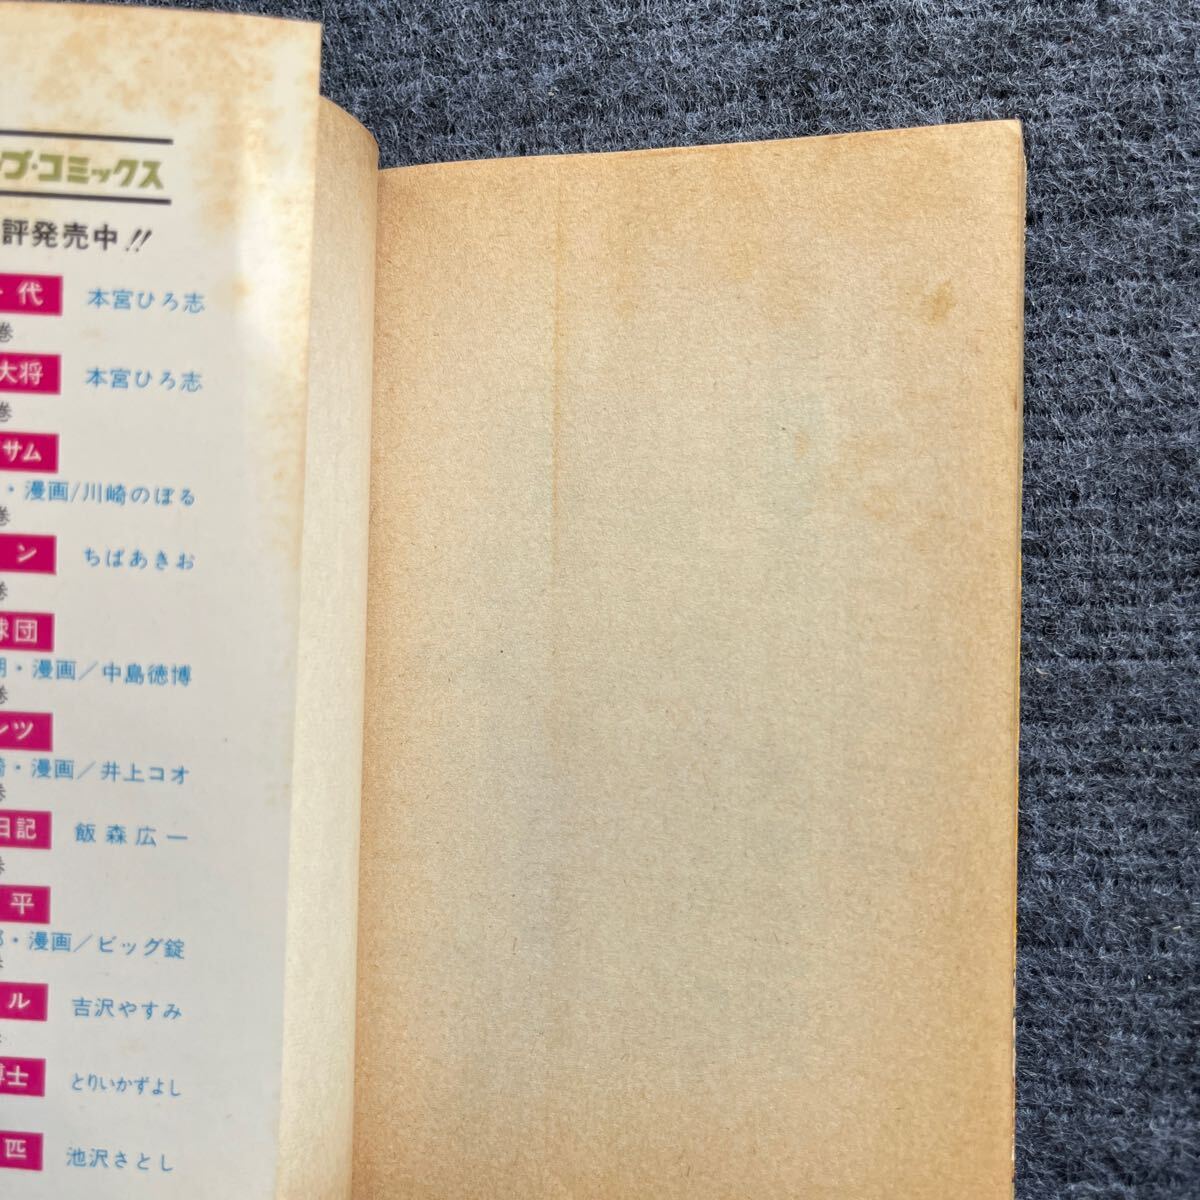 プ・コミックス
評発売中!!
代 本宮ひろ志
巻
大将 本宮ひろ志
巻
サム
・漫画/川崎のぼる
巻
ン ちばあきお
巻
球団
・漫画/中島徳博
巻
ンツ
・漫画/井上コオ
巻
日記 飯森広一
巻
平
郎・漫画/ビッグ錠
ル 吉沢やすみ
博士 とりいかずよし
匹 池沢さとし